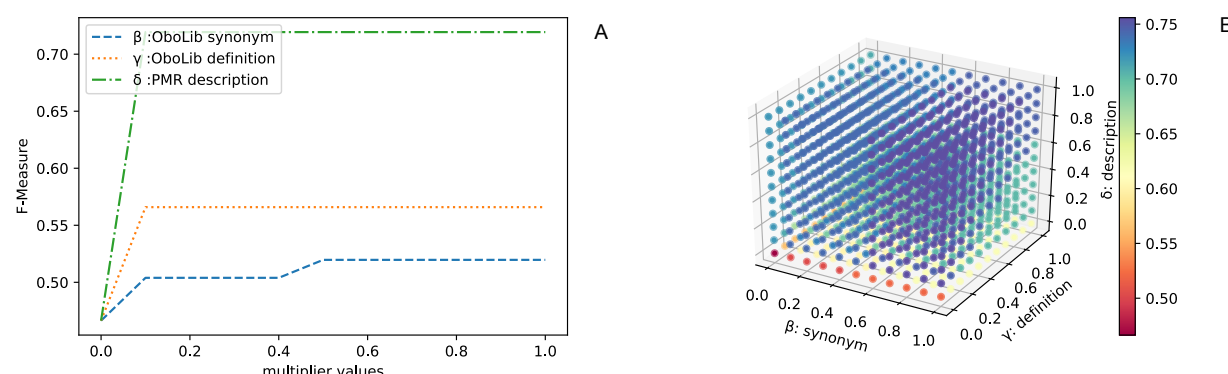 β :OboLib synonym
γ :OboLib definition
δ :PMR description
F-Measure
0.70
0.65
0.60
0.55
0.50
0.0 0.2 0.4 0.6 0.8 1.0
multiplier values
A
β: synonym
0.0 0.2 0.4 0.6 0.8 1.0
γ: definition
0.0 0.2 0.4 0.6 0.8 1.0
δ: description
1.0
0.8
0.6
0.4
0.2
0.0
0.75
0.70
0.65
0.60
0.55
0.50